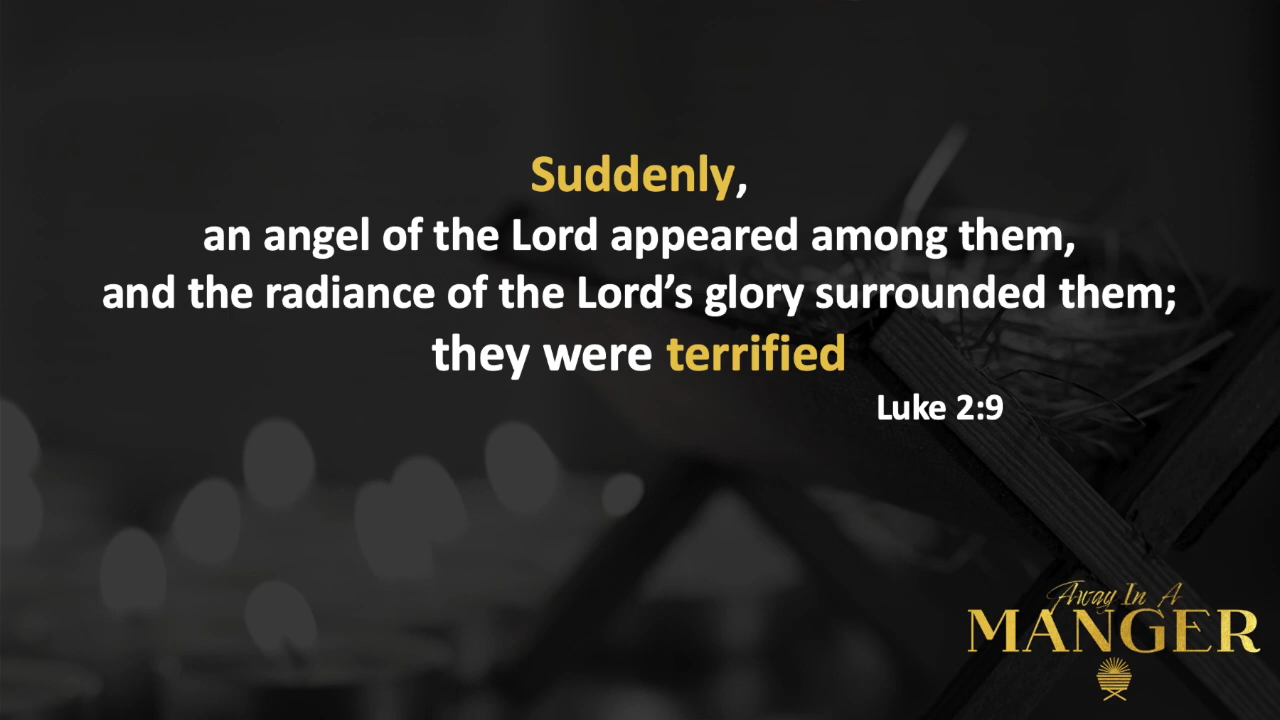 Suddenly,
an angel of the Lord appeared among them,
and the radiance of the Lord’s glory surrounded them;
they were terrified
Luke 2:9
Away In A
MANGER